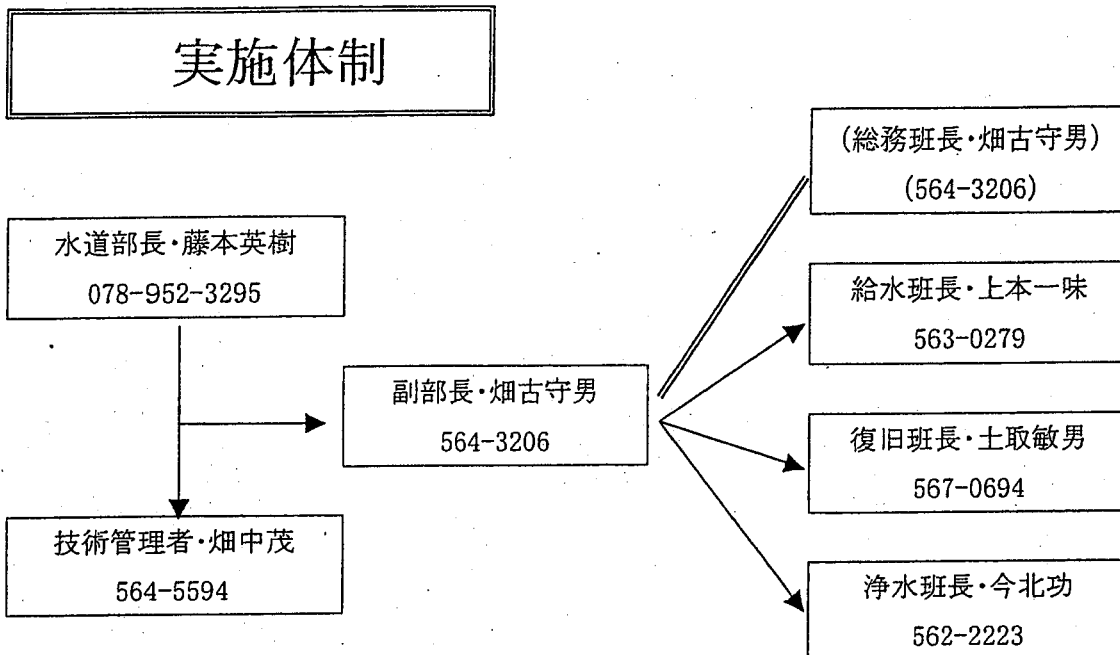 実施体制
水道部長・藤本英樹
078-952-3295
技術管理者・畑中茂
564-5594
副部長・畑古守男
564-3206
(総務班長・畑古守男)
(564-3206)
給水班長・上本一味
563-0279
復旧班長・土取敏男
567-0694
浄水班長・今北功
562-2223